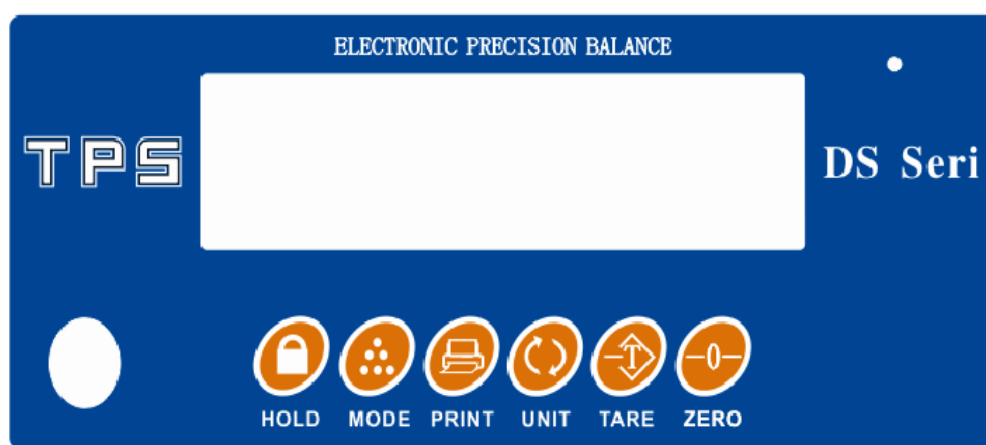 ELECTRONIC PRECISION BALANCE
TPS
DS Seri
HOLD MODE PRINT UNIT TARE ZERO